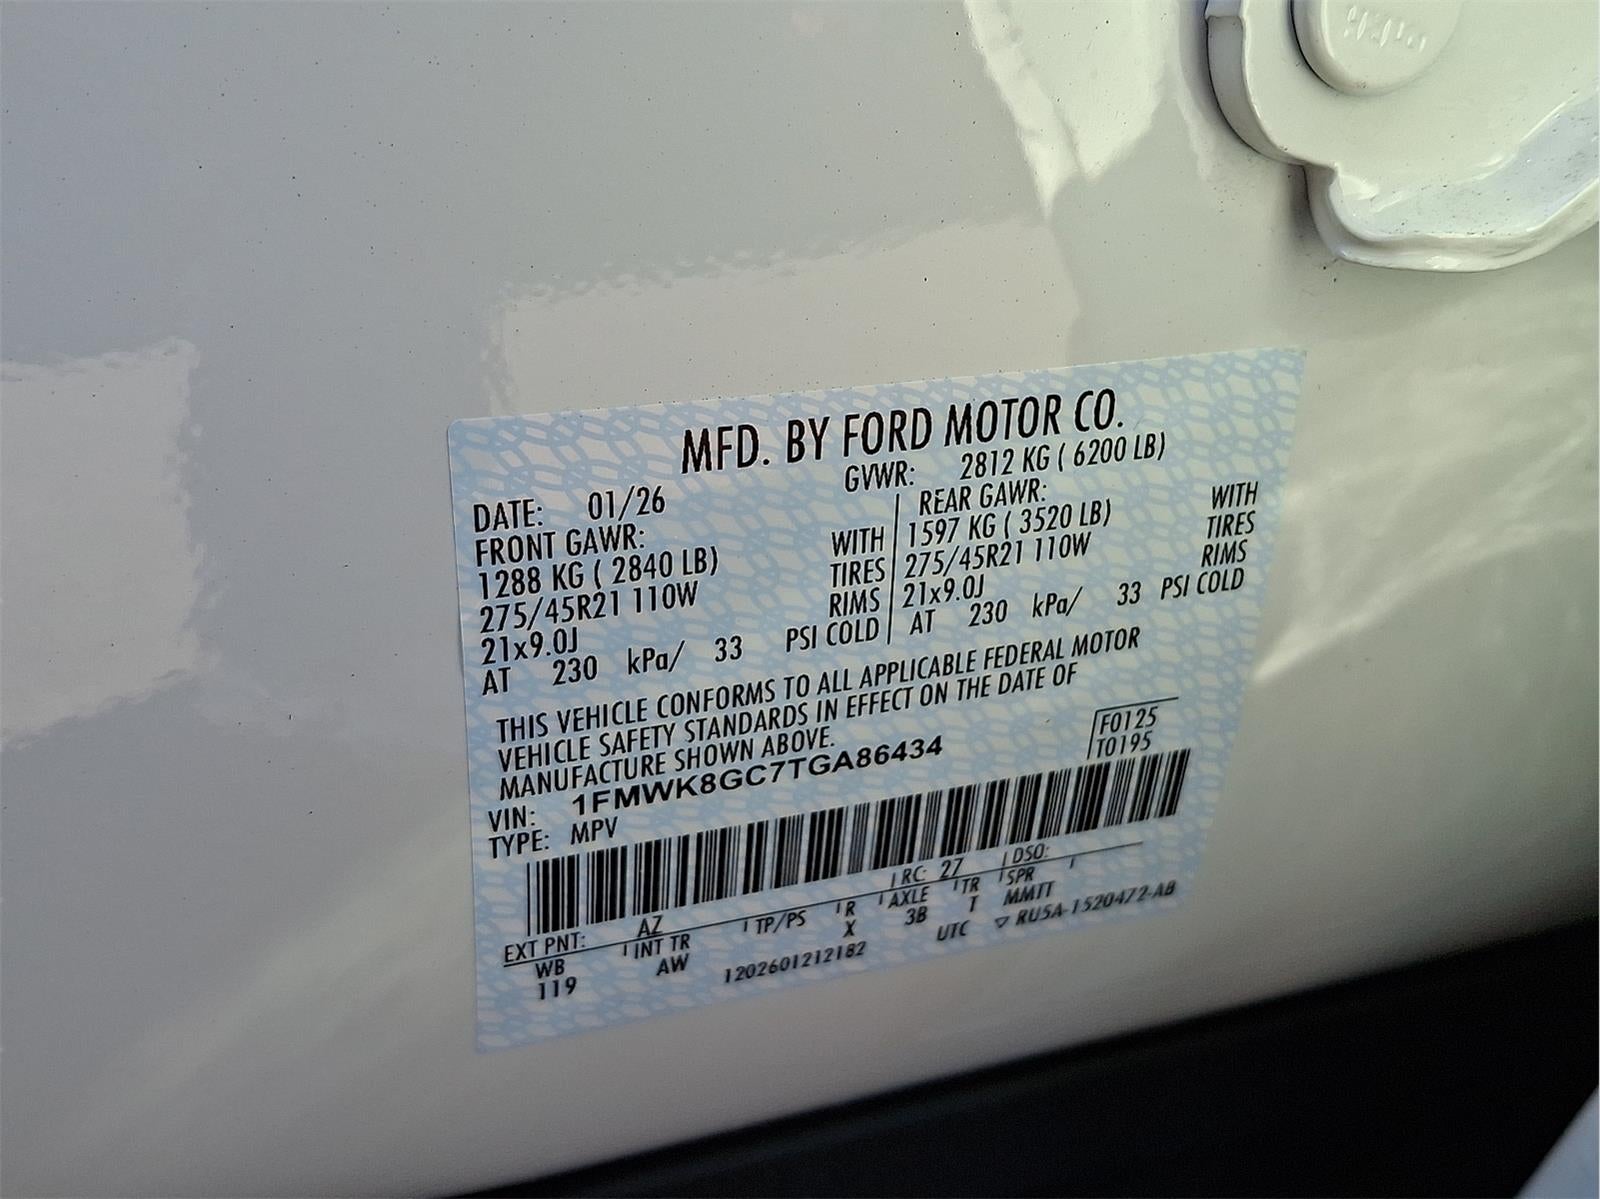 MFD. BY FORD MOTOR CO.
DATE: 01/26 GVWR: 2812 KG ( 6200 LB)
FRONT GAWR: REAR GAWR:
1288 KG ( 2840 LB) WITH 1597 KG ( 3520 LB) WITH
275/45R21 110W TIRES 275/45R21 110W TIRES
21x9.0J RIMS 21x9.0J RIMS
AT 230 kPa/ 33 PSI COLD AT 230 kPa/ 33 PSI COLD
THIS VEHICLE CONFORMS TO ALL APPLICABLE FEDERAL MOTOR
VEHICLE SAFETY STANDARDS IN EFFECT ON THE DATE OF
MANUFACTURE SHOWN ABOVE.
F0125
T0195
VIN: 1FMWK8GC7TGA86434
TYPE: MPV
EXT PNT: AZ RC: 27 DSO:
WB INT TR TP/PS R AXLE TR SPR
119 AW X 3B T MMTT
1202601212182 UTC ▽ RU5A-1520472-AB